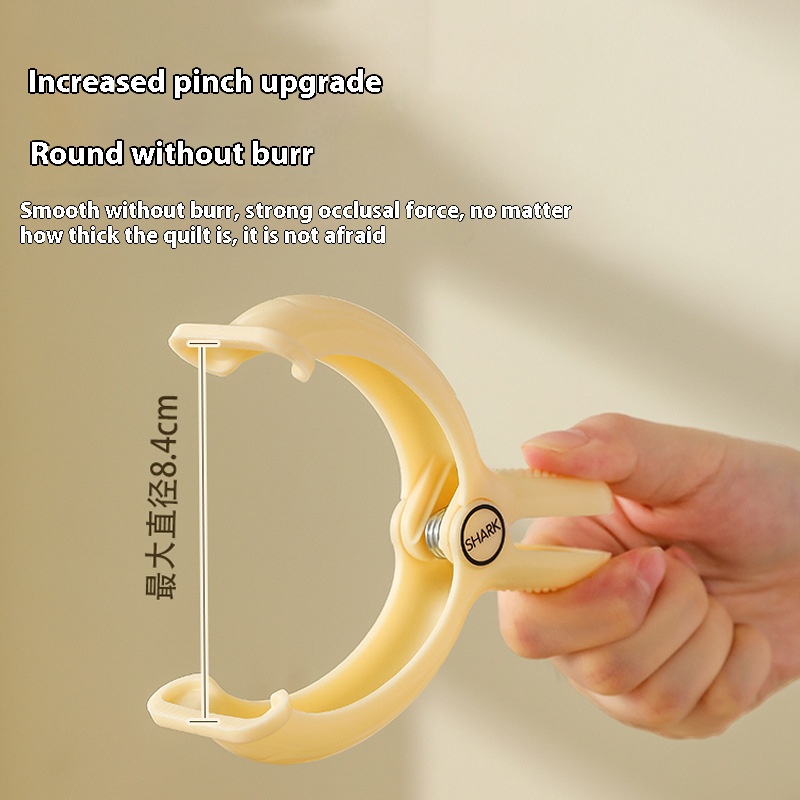 Increased pinch upgrade
Round without burr
Smooth without burr, strong occlusal force, no matter
how thick the quilt is, it is not afraid
最大直径8.4cm
SHARK